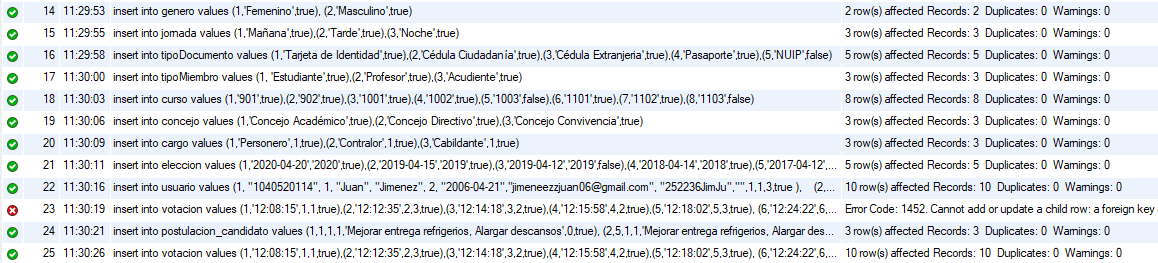 14 11:29:53 insert into genero values (1,'Femenino',true), (2,'Masculino',true) 2 row(s) affected Records: 2 Duplicates: 0 Warnings: 0
15 11:29:55 insert into jornada values (1,'Mañana',true),(2,'Tarde',true),(3,'Noche',true) 3 row(s) affected Records: 3 Duplicates: 0 Warnings: 0
16 11:29:58 insert into tipoDocumento values (1,'Tarjeta de Identidad',true),(2,'Cédula Ciudadanía',true),(3,'Cédula Extranjeria',true),(4,'Pasaporte',true),(5,'NUIP',false) 5 row(s) affected Records: 5 Duplicates: 0 Warnings: 0
17 11:30:00 insert into tipoMiembro values (1, 'Estudiante',true),(2,'Profesor',true),(3,'Acudiente',true) 3 row(s) affected Records: 3 Duplicates: 0 Warnings: 0
18 11:30:03 insert into curso values (1,'901',true),(2,'902',true),(3,'1001',true),(4,'1002',true),(5,'1003',false),(6,'1101',true),(7,'1102',true),(8,'1103',false) 8 row(s) affected Records: 8 Duplicates: 0 Warnings: 0
19 11:30:06 insert into concejo values (1,'Concejo Académico',true),(2,'Concejo Directivo',true),(3,'Concejo Convivencia',true) 3 row(s) affected Records: 3 Duplicates: 0 Warnings: 0
20 11:30:09 insert into cargo values (1,'Personero',1,true),(2,'Contralor',1,true),(3,'Cabildante',1,true) 3 row(s) affected Records: 3 Duplicates: 0 Warnings: 0
21 11:30:11 insert into eleccion values (1,'2020-04-20','2020',true),(2,'2019-04-15','2019',true),(3,'2019-04-12','2019',false),(4,'2018-04-14','2018',true),(5,'2017-04-12',... 5 row(s) affected Records: 5 Duplicates: 0 Warnings: 0
22 11:30:16 insert into usuario values (1, "1040520114", 1, "Juan", "Jimenez", 2, "2006-04-21","jimeneezzjuan06@gmail.com", "252236JimJu","",1,1,3,true ), (2,... 10 row(s) affected Records: 10 Duplicates: 0 Warnings: 0
23 11:30:19 insert into votacion values (1,'12:08:15',1,1,true),(2,'12:12:35',2,3,true),(3,'12:14:18',3,2,true),(4,'12:15:58',4,2,true),(5,'12:18:02',5,3,true), (6,'12:24:22',6,... Error Code: 1452. Cannot add or update a child row: a foreign key
24 11:30:21 insert into postulacion_candato values (1,1,1,1,'Mejorar entrega refrigerios, Alargar descansos',0,true), (2,5,1,1,'Mejorar entrega refrigerios, Alargar des... 3 row(s) affected Records: 3 Duplicates: 0 Warnings: 0
25 11:30:26 insert into votacion values (1,'12:08:15',1,1,true),(2,'12:12:35',2,3,true),(3,'12:14:18',3,2,true),(4,'12:15:58',4,2,true),(5,'12:18:02',5,3,true), (6,'12:24:22',6,... 10 row(s) affected Records: 10 Duplicates: 0 Warnings: 0